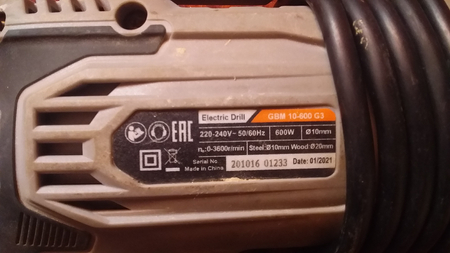 Electric Drill GBM 10-600 G3
EAC 220-240V~ 50/60Hz 600W Ø10mm
n₀:0-3600r/min Steel:Ø10mm Wood:Ø20mm
Serial No. 201016 01233 Date: 01/2021
Made in China